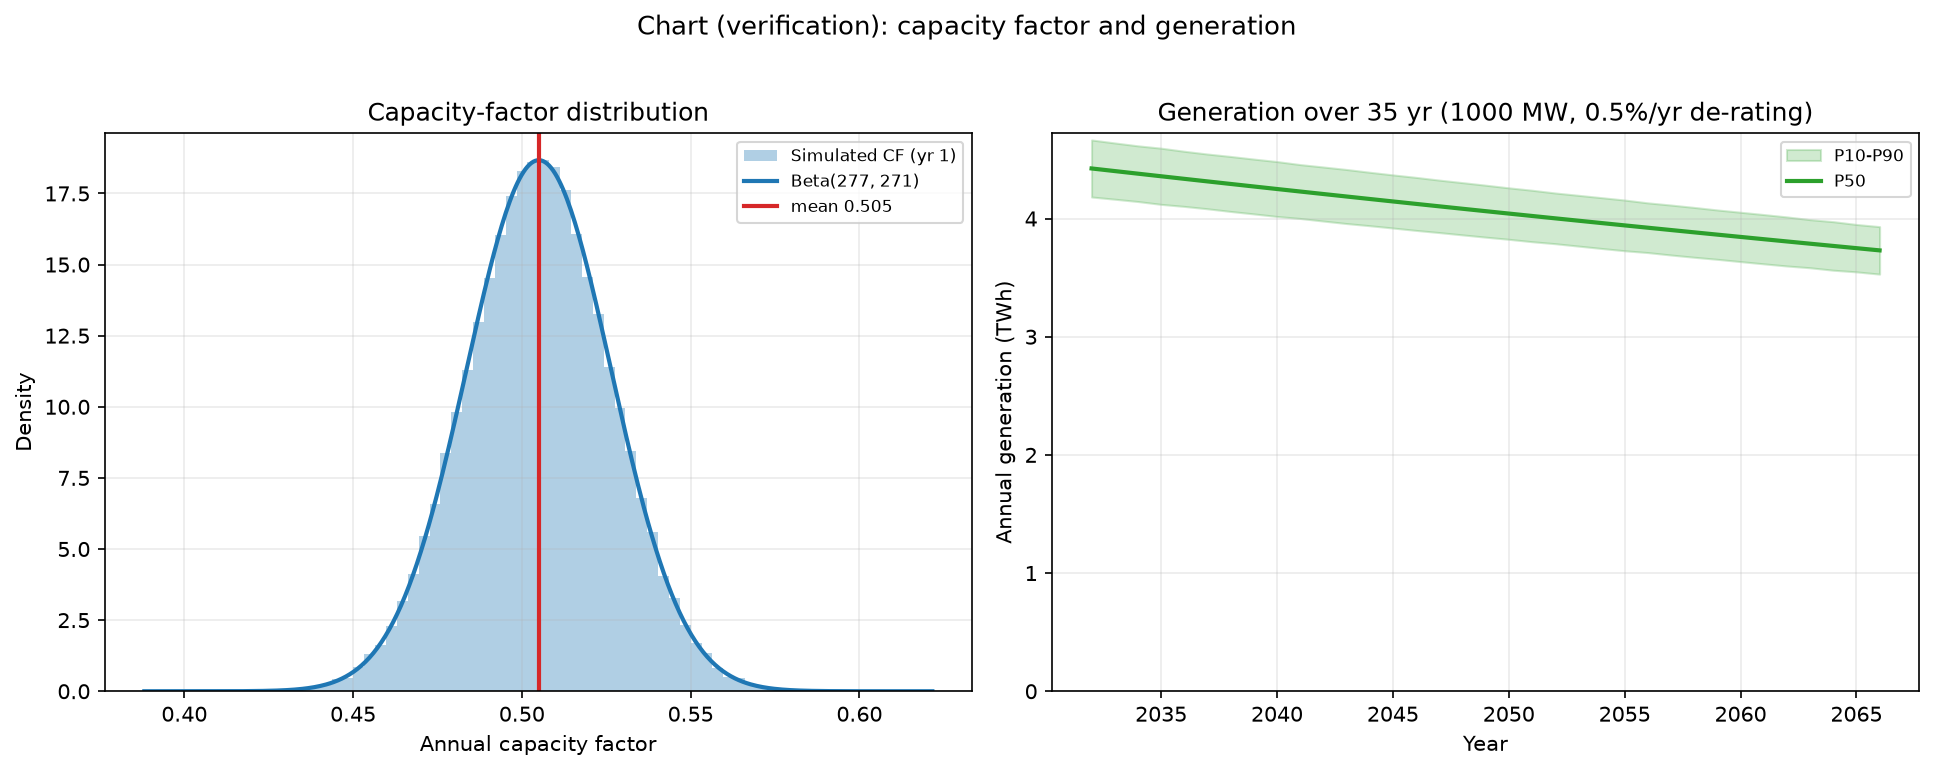 Chart (verification): capacity factor and generation
Capacity-factor distribution
Simulated CF (yr 1)
Beta(277, 271)
mean 0.505
17.5
15.0
12.5
10.0
7.5
5.0
2.5
0.0
Density
0.40 0.45 0.50 0.55 0.60
Annual capacity factor
Generation over 35 yr (1000 MW, 0.5%/yr de-rating)
P10-P90
P50
4
3
2
1
0
Annual generation (TWh)
2035 2040 2045 2050 2055 2060 2065
Year